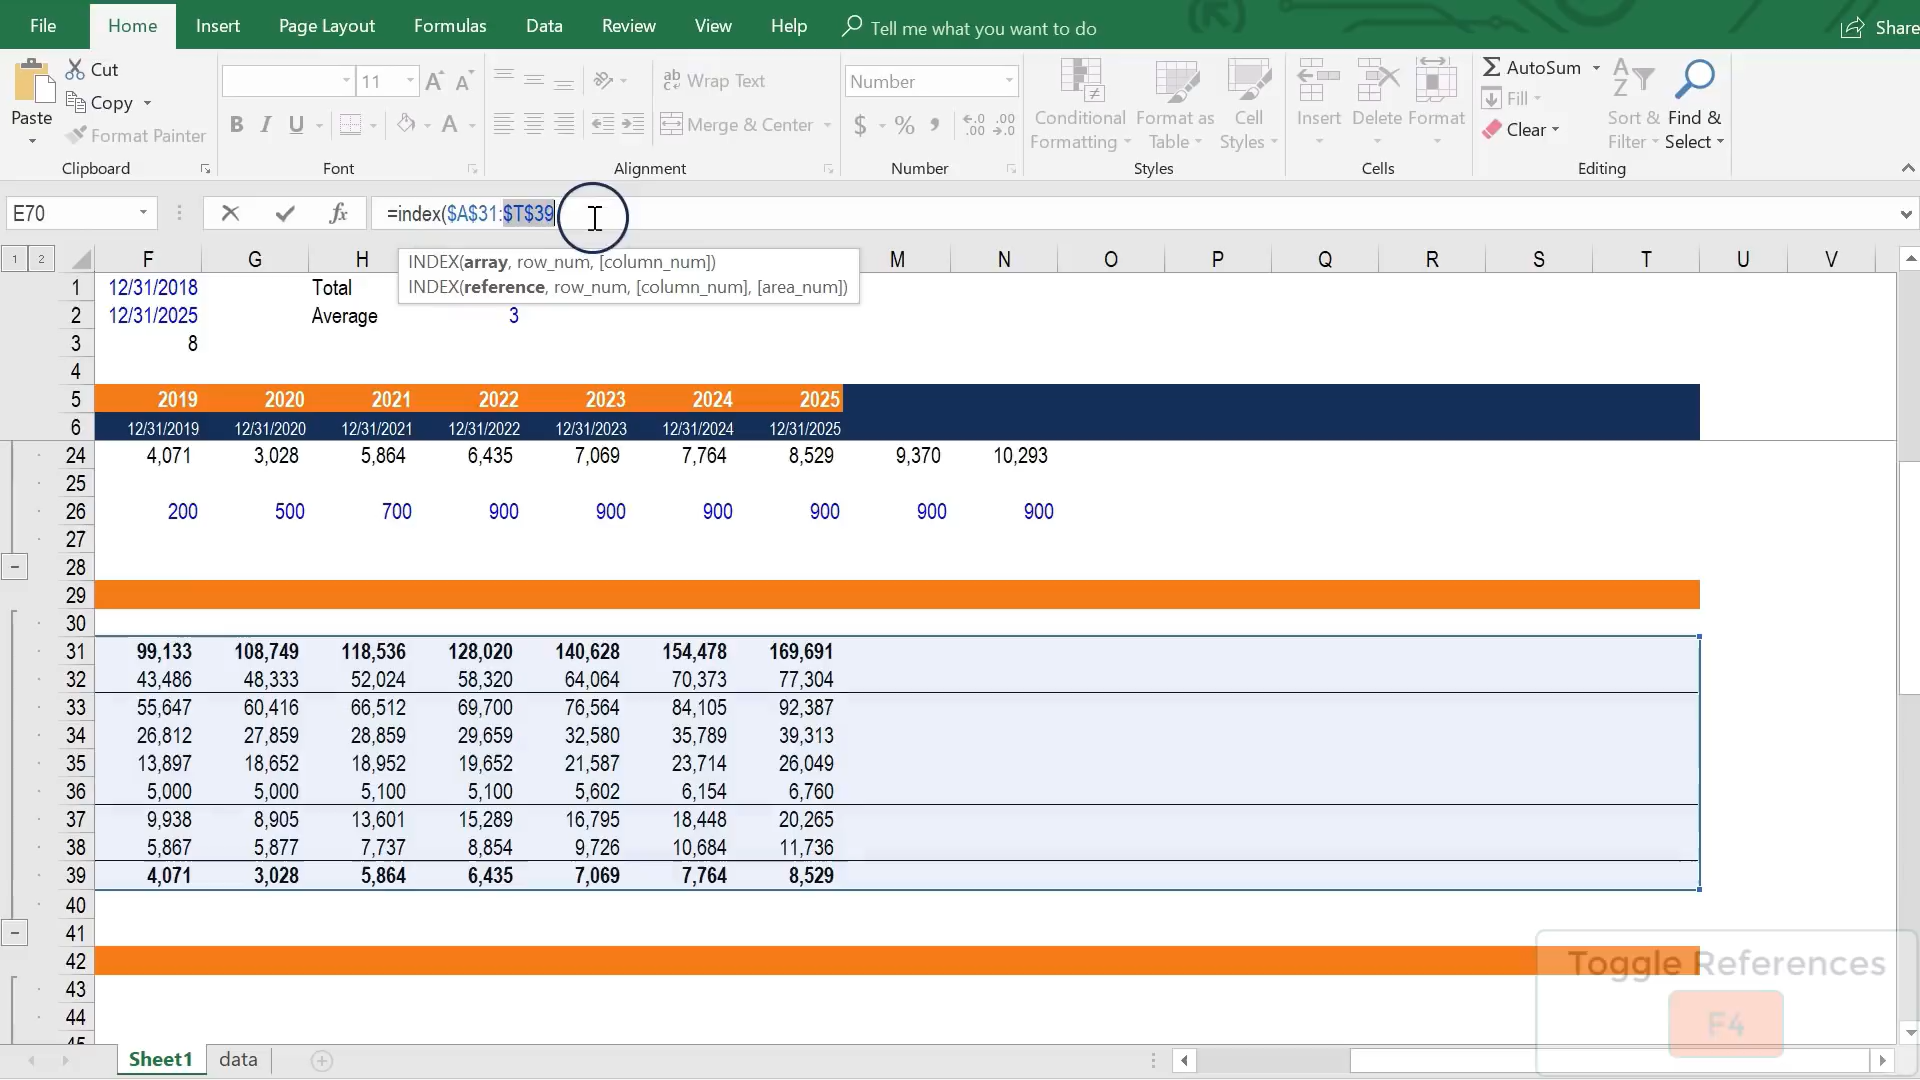 File Home Insert Page Layout Formulas Data Review View Help Tell me what you want to do Share
Paste Cut Copy Format Painter Clipboard
11 B I U A A A Font
ab Wrap Text Merge & Center Alignment
Number $ % , .00 .0 .00 Number
Conditional Formatting Format as Table Cell Styles Styles
Insert Delete Format Cells
AutoSum Fill Clear Sort & Filter Find & Select Editing
E70 fx =index($A$31:$T$39
INDEX(array, row_num, [column_num])
INDEX(reference, row_num, [column_num], [area_num])
1 2 F G H M N O P Q R S T U V
1 12/31/2018 Total
2 12/31/2025 Average 3
3 8
4
5 2019 2020 2021 2022 2023 2024 2025
6 12/31/2019 12/31/2020 12/31/2021 12/31/2022 12/31/2023 12/31/2024 12/31/2025
24 4,071 3,028 5,864 6,435 7,069 7,764 8,529 9,370 10,293
25
26 200 500 700 900 900 900 900 900 900
27
28
29
30
31 99,133 108,749 118,536 128,020 140,628 154,478 169,691
32 43,486 48,333 52,024 58,320 64,064 70,373 77,304
33 55,647 60,416 66,512 69,700 76,564 84,105 92,387
34 26,812 27,859 28,859 29,659 32,580 35,789 39,313
35 13,897 18,652 18,952 19,652 21,587 23,714 26,049
36 5,000 5,000 5,100 5,100 5,602 6,154 6,760
37 9,938 8,905 13,601 15,289 16,795 18,448 20,265
38 5,867 5,877 7,737 8,854 9,726 10,684 11,736
39 4,071 3,028 5,864 6,435 7,069 7,764 8,529
40
41
42
43
44
45
Toggle References
F4
Sheet1 data